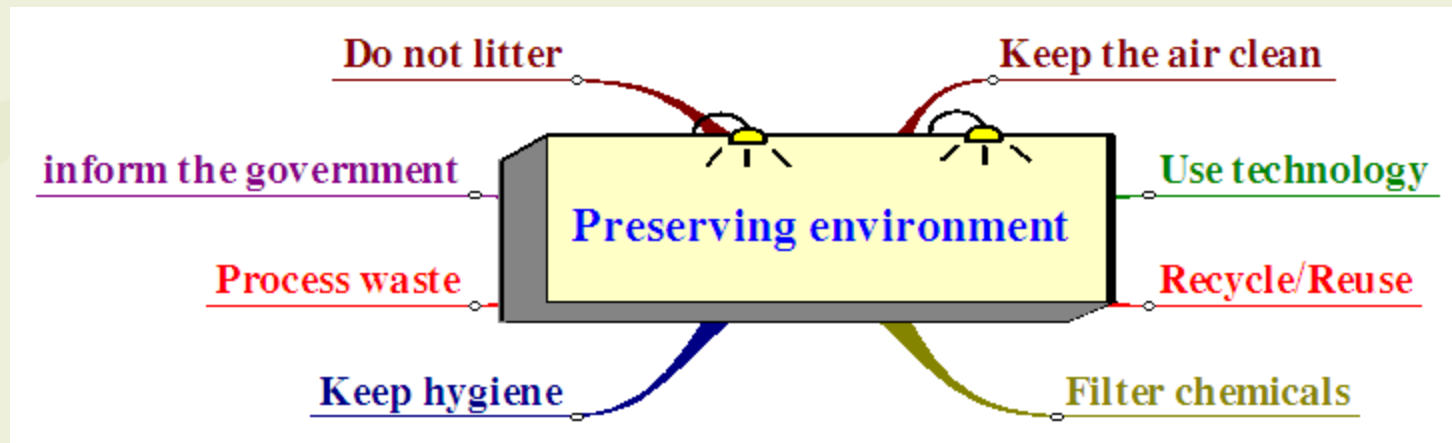 Do not litter
Keep the air clean
inform the government
Use technology
Preserving environment
Process waste
Recycle/Reuse
Keep hygiene
Filter chemicals